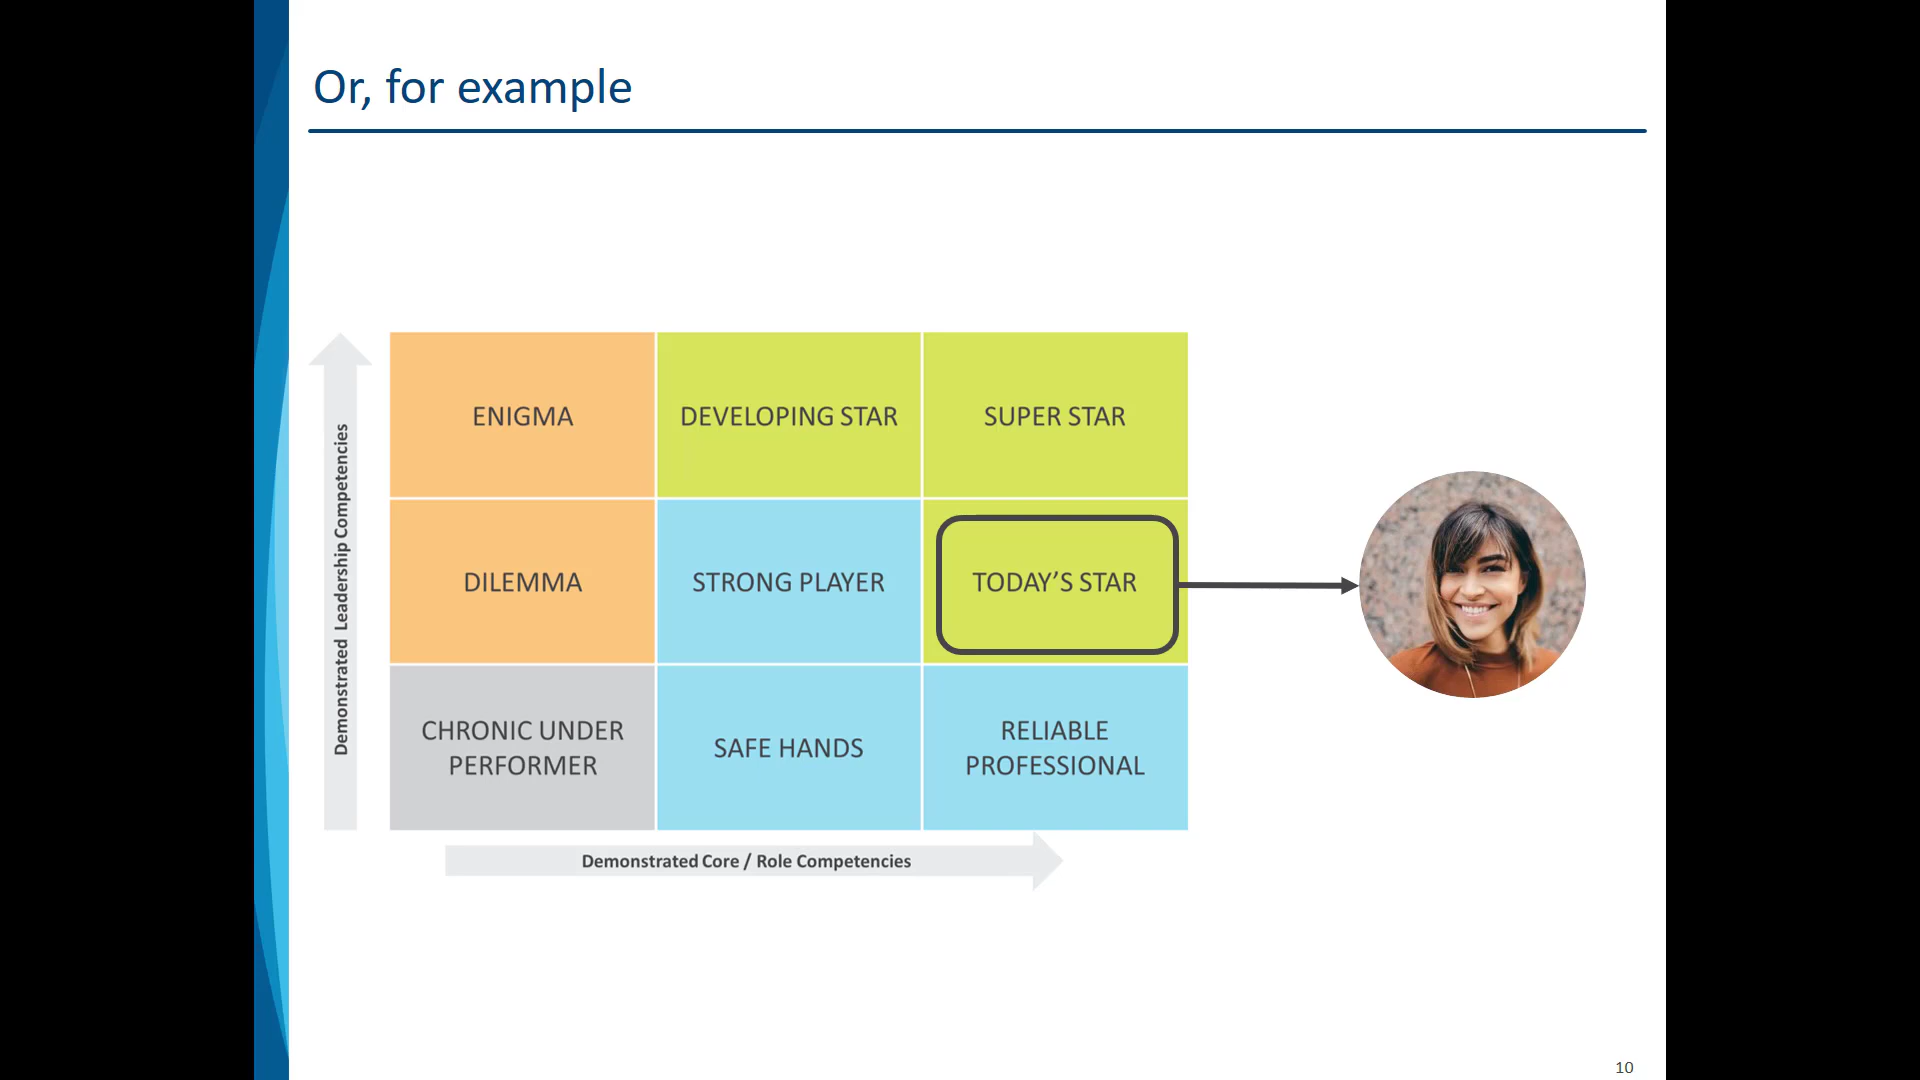 Or, for example
Demonstrated Leadership Competencies
ENIGMA
DEVELOPING STAR
SUPER STAR
DILEMMA
STRONG PLAYER
TODAY’S STAR
CHRONIC UNDER
PERFORMER
SAFE HANDS
RELIABLE
PROFESSIONAL
Demonstrated Core / Role Competencies
10